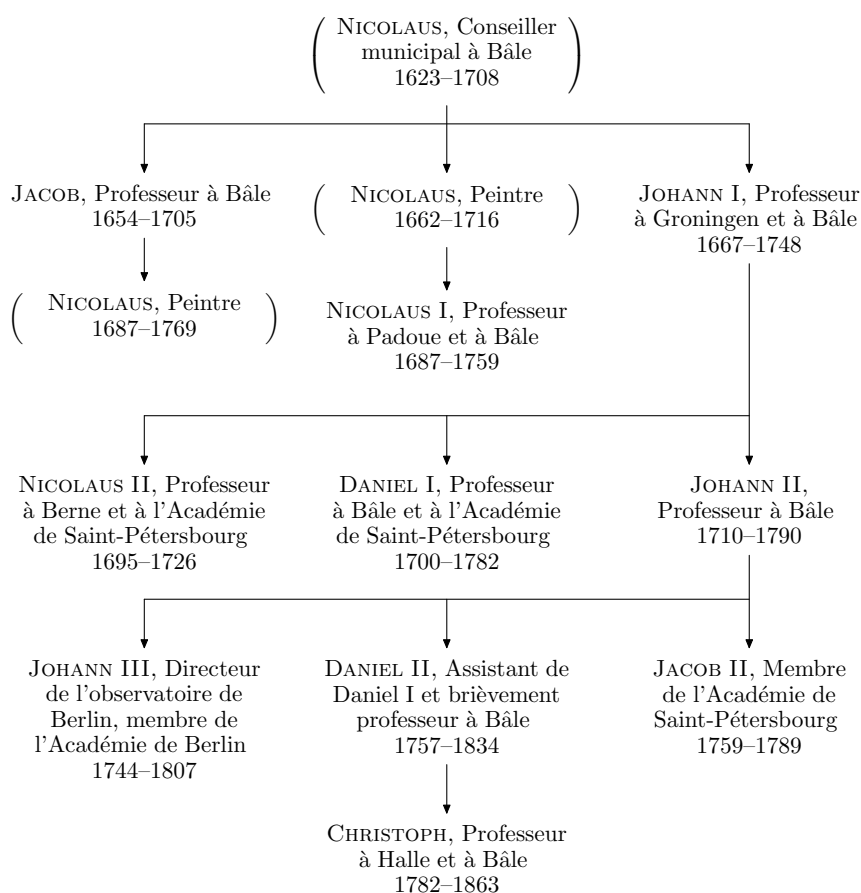 NICOLAUS, Conseiller
municipal à Bâle
1623–1708
JACOB, Professeur à Bâle
1654–1705
NICOLAUS, Peintre
1662–1716
JOHANN I, Professeur
à Groningen et à Bâle
1667–1748
NICOLAUS, Peintre
1687–1769
NICOLAUS I, Professeur
à Padoue et à Bâle
1687–1759
NICOLAUS II, Professeur
à Berne et à l'Académie
de Saint-Pétersbourg
1695–1726
DANIEL I, Professeur
à Bâle et à l'Académie
de Saint-Pétersbourg
1700–1782
JOHANN II,
Professeur à Bâle
1710–1790
JOHANN III, Directeur
de l'observatoire de
Berlin, membre de
l'Académie de Berlin
1744–1807
DANIEL II, Assistant de
Daniel I et brièvement
professeur à Bâle
1757–1834
JACOB II, Membre
de l'Académie de
Saint-Pétersbourg
1759–1789
CHRISTOPH, Professeur
à Halle et à Bâle
1782–1863